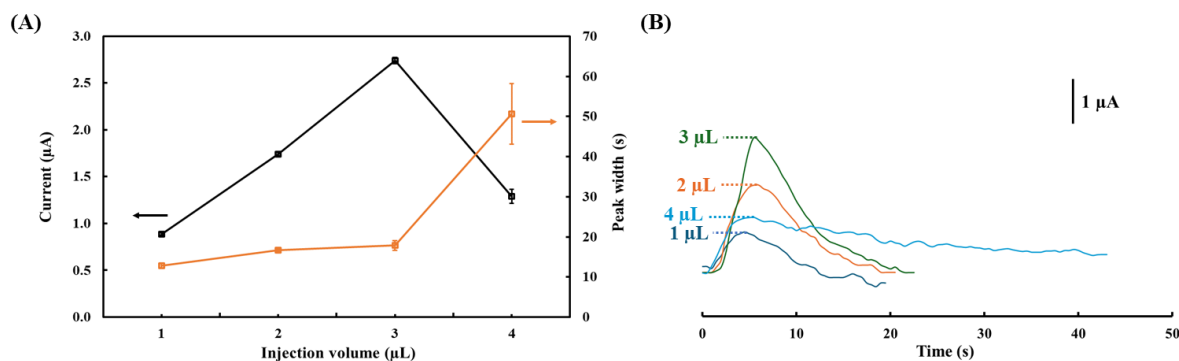 (A)
3.0
2.5
2.0
1.5
1.0
0.5
0.0
Current (µA)
70
60
50
40
30
20
10
0
Peak width (s)
1 2 3 4
Injection volume (µL)
(B)
1 µA
3 µL
2 µL
4 µL
1 µL
0 10 20 30 40 50
Time (s)